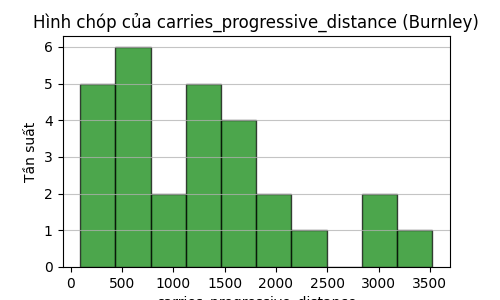 Hình chóp của carries_progressive_distance (Burnley)
Tần suất
6
5
4
3
2
1
0
0 500 1000 1500 2000 2500 3000 3500
carries_progressive_distance